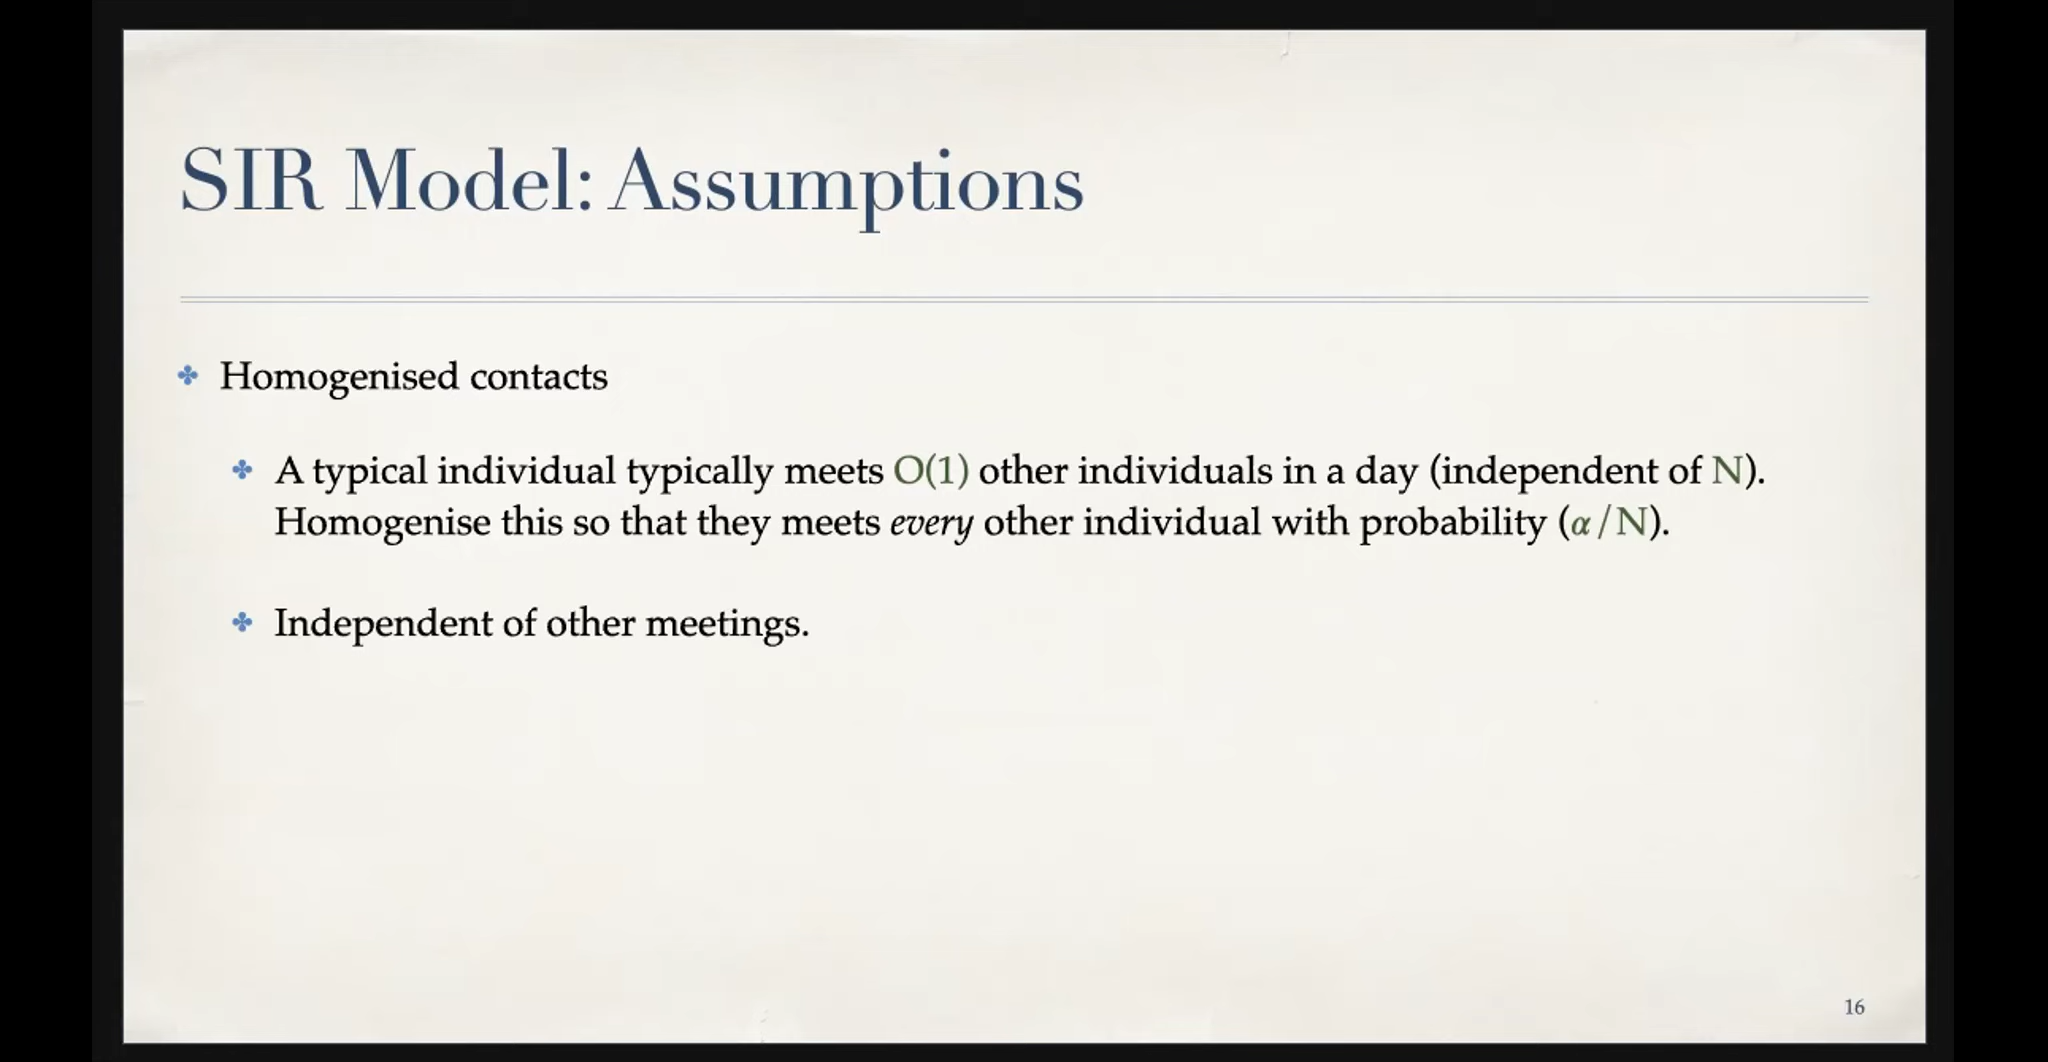 SIR Model: Assumptions
Homogenised contacts
A typical individual typically meets O(1) other individuals in a day (independent of N).
Homogenise this so that they meets every other individual with probability (α/N).
Independent of other meetings.
16